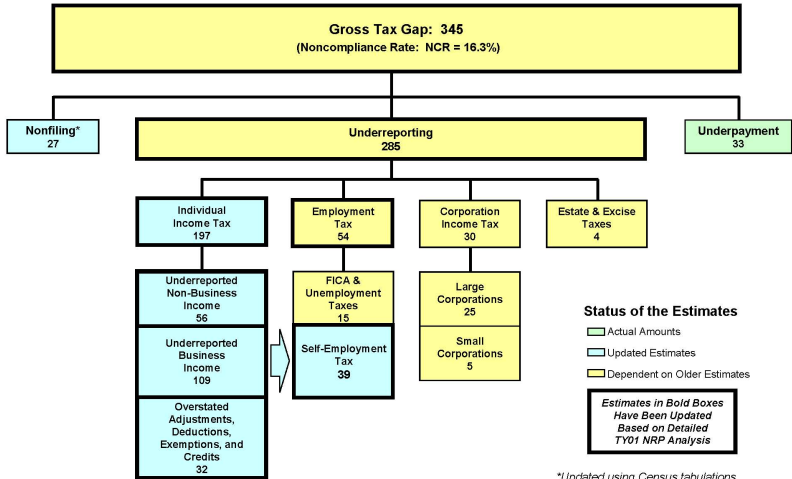 Gross Tax Gap: 345
(Noncompliance Rate: NCR = 16.3%)
Nonfiling*
27
Underreporting
285
Underpayment
33
Individual
Income Tax
197
Employment
Tax
54
Corporation
Income Tax
30
Estate & Excise
Taxes
4
Underreported
Non-Business
Income
56
Underreported
Business
Income
109
Overstated
Adjustments,
Deductions,
Exemptions, and
Credits
32
FICA &
Unemployment
Taxes
15
Self-Employment
Tax
39
Large
Corporations
25
Small
Corporations
5
Status of the Estimates
Actual Amounts
Updated Estimates
Dependent on Older Estimates
Estimates in Bold Boxes
Have Been Updated
Based on Detailed
TY01 NRP Analysis
*Updated using Census tabulations